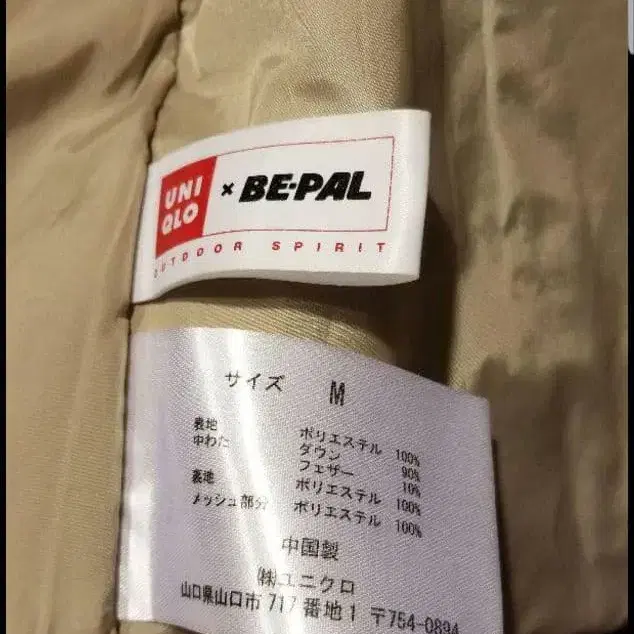 UNI
QLO
× BE-PAL
OUTDOOR SPIRIT
サイズ M
表地 ポリエステル 100%
中わた ダウン 90%
フェザー 10%
裏地 ポリエステル 100%
メッシュ部分 ポリエステル 100%
中国製
㈱ユニクロ
山口県山口市717番地1 〒754-0894